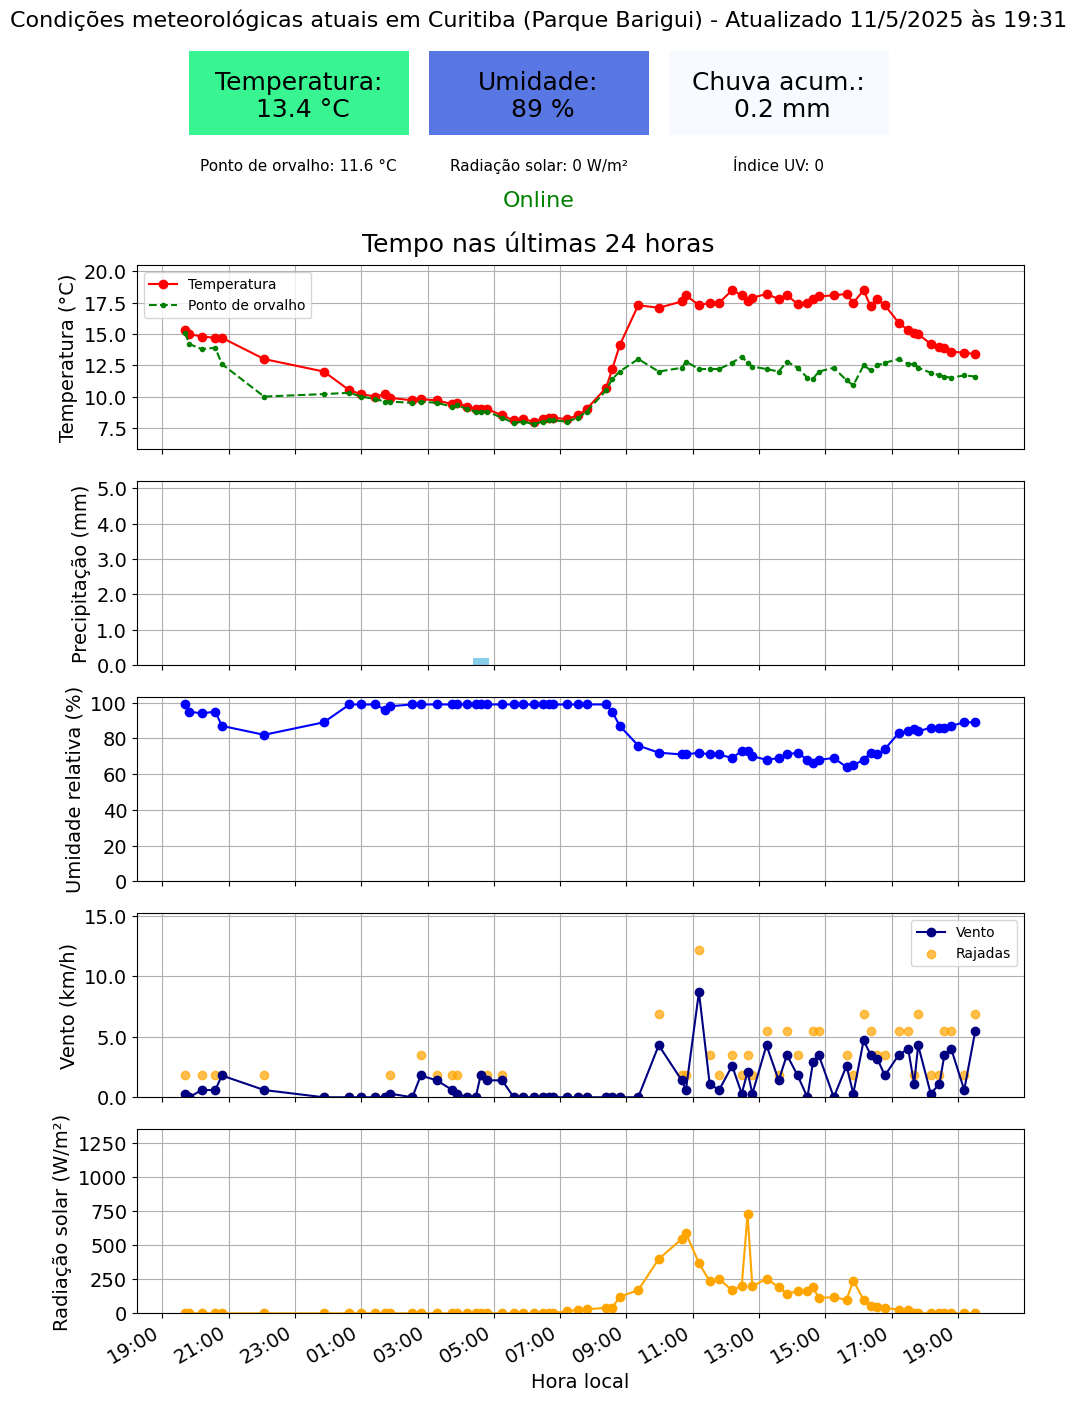 Condições meteorológicas atuais em Curitiba (Parque Barigui) - Atualizado 11/5/2025 às 19:31
Temperatura:
13.4 °C
Umidade:
89 %
Chuva acum.:
0.2 mm
Ponto de orvalho: 11.6 °C
Radiação solar: 0 W/m²
Índice UV: 0
Online
Tempo nas últimas 24 horas
Temperatura (°C)
20.0
17.5
15.0
12.5
10.0
7.5
Temperatura
Ponto de orvalho
Precipitação (mm)
5.0
4.0
3.0
2.0
1.0
0.0
Umidade relativa (%)
100
80
60
40
20
0
Vento (km/h)
15.0
10.0
5.0
0.0
Vento
Rajadas
Radiação solar (W/m²)
1250
1000
750
500
250
0
19:00
21:00
23:00
01:00
03:00
05:00
07:00
09:00
11:00
13:00
15:00
17:00
19:00
Hora local